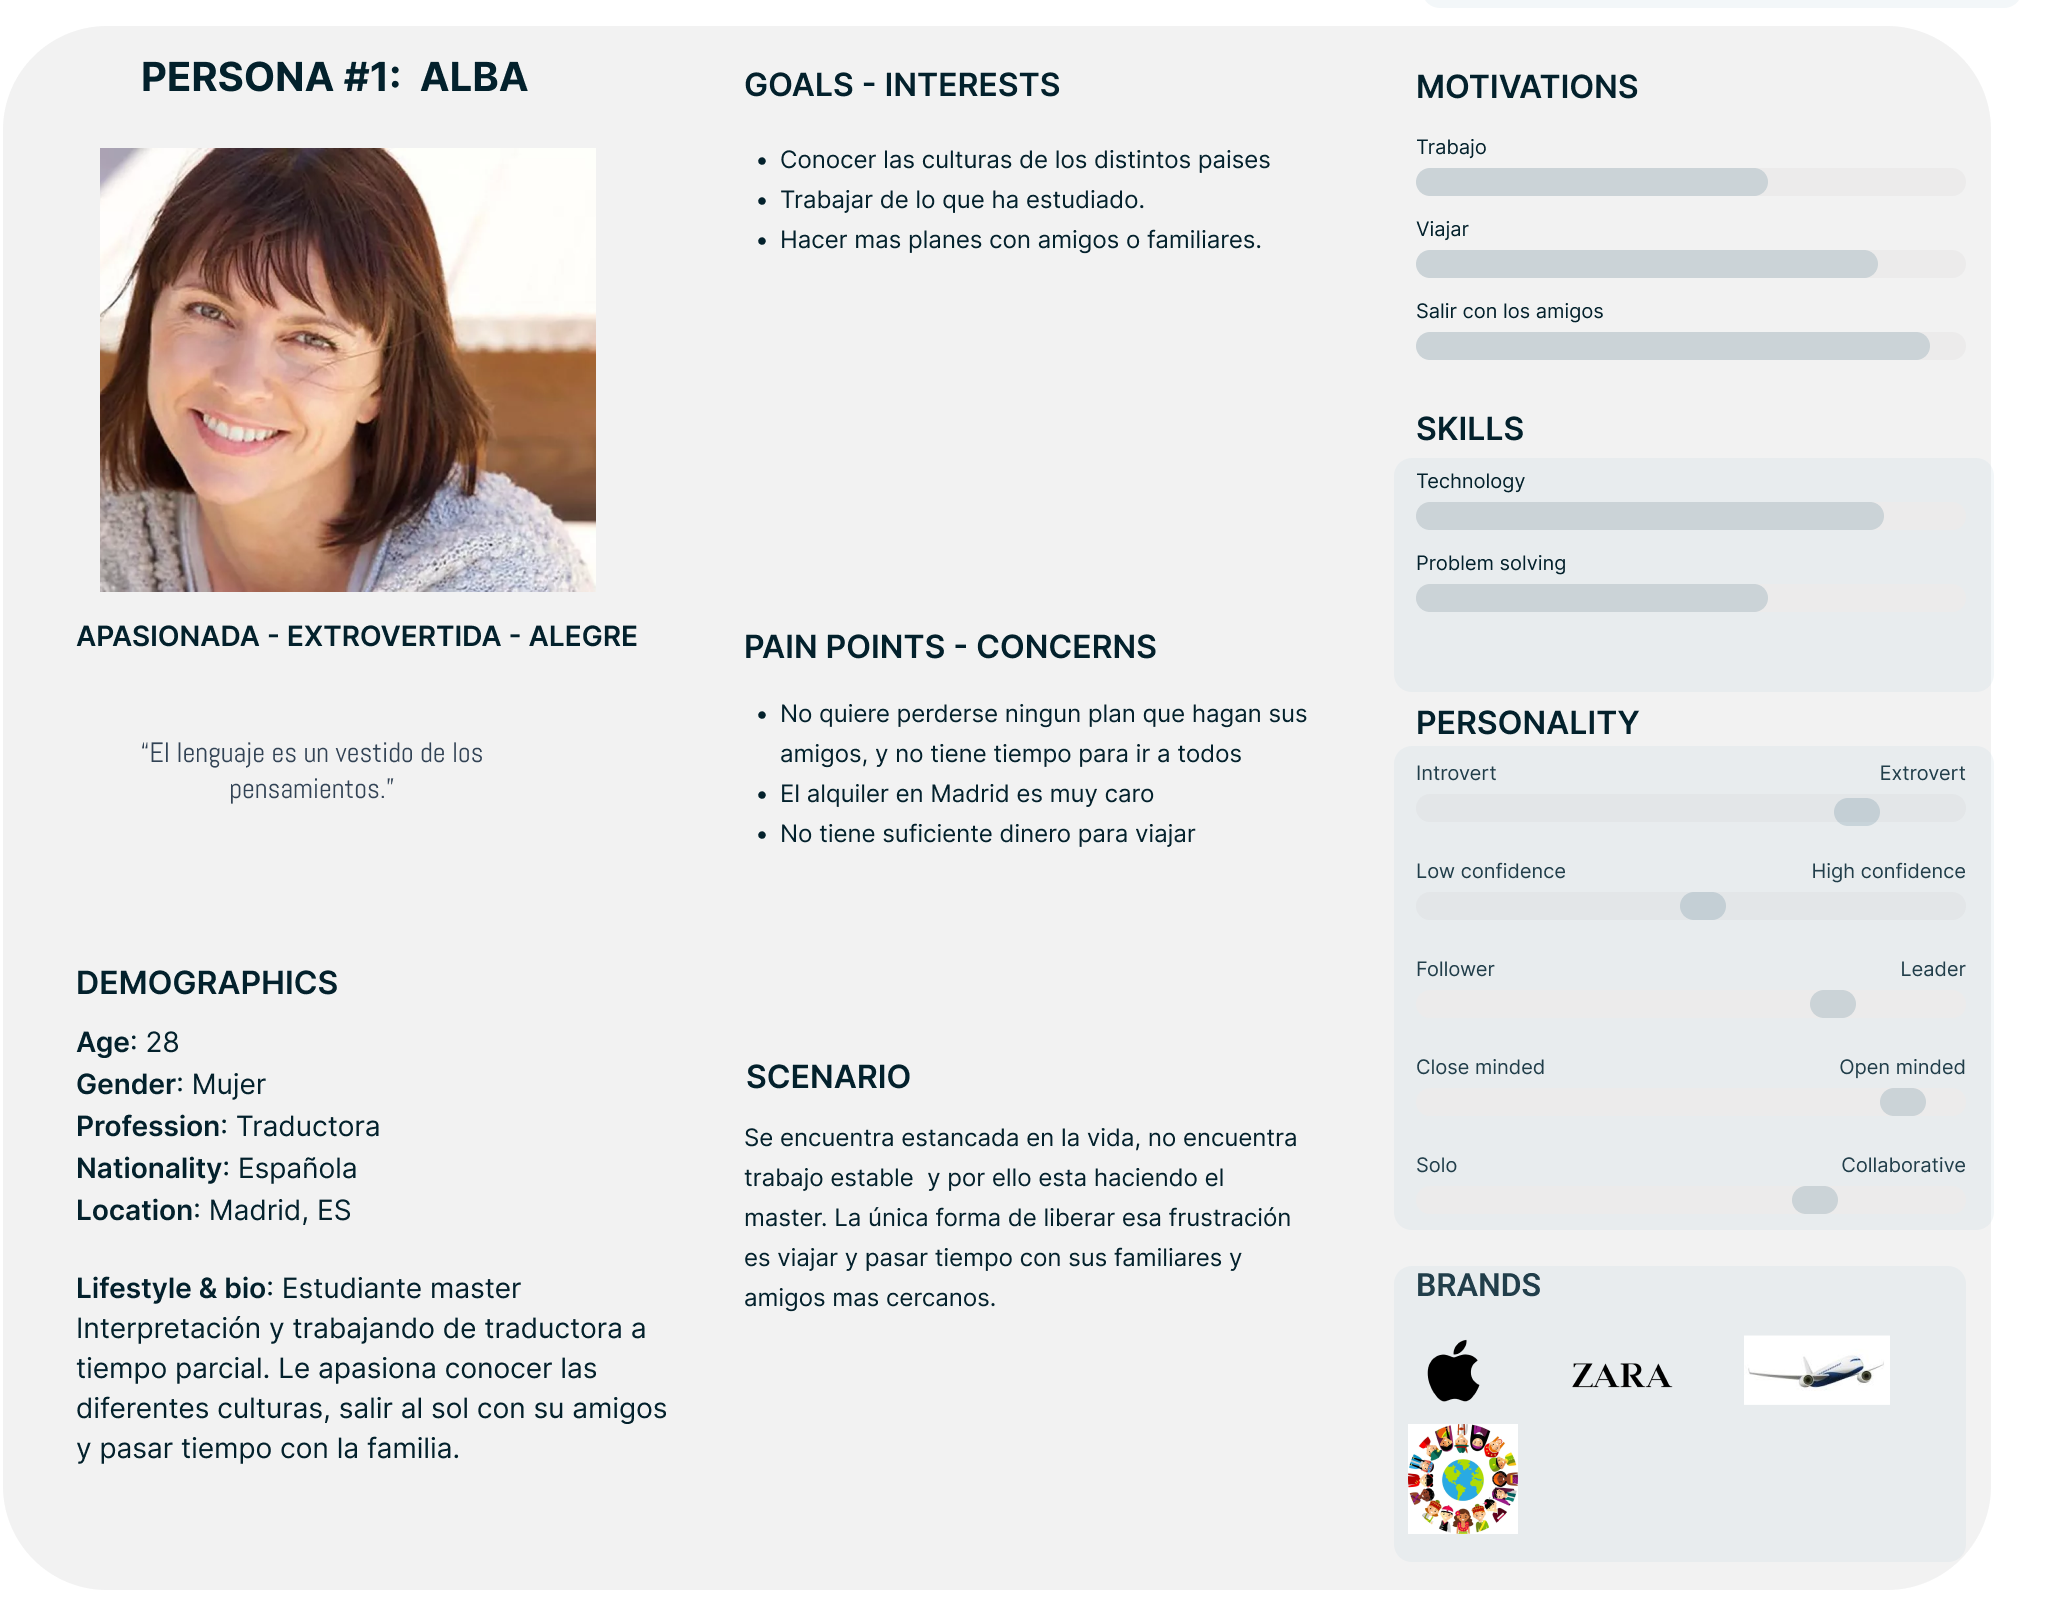 PERSONA #1:  ALBA
APASIONADA - EXTROVERTIDA - ALEGRE
“El lenguaje es un vestido de los
pensamientos.”
DEMOGRAPHICS
Age: 28
Gender: Mujer
Profession: Traductora
Nationality: Española
Location: Madrid, ES
Lifestyle & bio: Estudiante master
Interpretación y trabajando de traductora a
tiempo parcial. Le apasiona conocer las
diferentes culturas, salir al sol con su amigos
y pasar tiempo con la familia.
GOALS - INTERESTS
• Conocer las culturas de los distintos paises
• Trabajar de lo que ha estudiado.
• Hacer mas planes con amigos o familiares.
PAIN POINTS - CONCERNS
• No quiere perderse ningun plan que hagan sus
amigos, y no tiene tiempo para ir a todos
• El alquiler en Madrid es muy caro
• No tiene suficiente dinero para viajar
SCENARIO
Se encuentra estancada en la vida, no encuentra
trabajo estable  y por ello esta haciendo el
master. La única forma de liberar esa frustración
es viajar y pasar tiempo con sus familiares y
amigos mas cercanos.
MOTIVATIONS
Trabajo
Viajar
Salir con los amigos
SKILLS
Technology
Problem solving
PERSONALITY
Introvert Extrovert
Low confidence High confidence
Follower Leader
Close minded Open minded
Solo Collaborative
BRANDS
ZARA